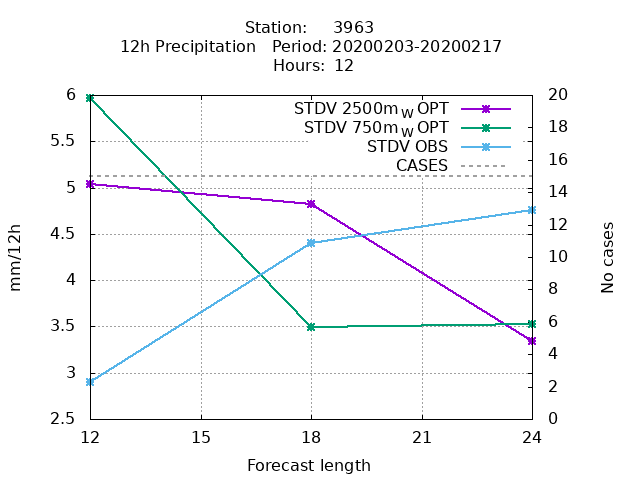 Station: 3963
12h Precipitation Period: 20200203-20200217
Hours: 12
STDV 2500m W OPT
STDV 750m W OPT
STDV OBS
CASES
6
5.5
5
4.5
4
3.5
3
2.5
mm/12h
20
18
16
14
12
10
8
6
4
2
0
No cases
12 15 18 21 24
Forecast length